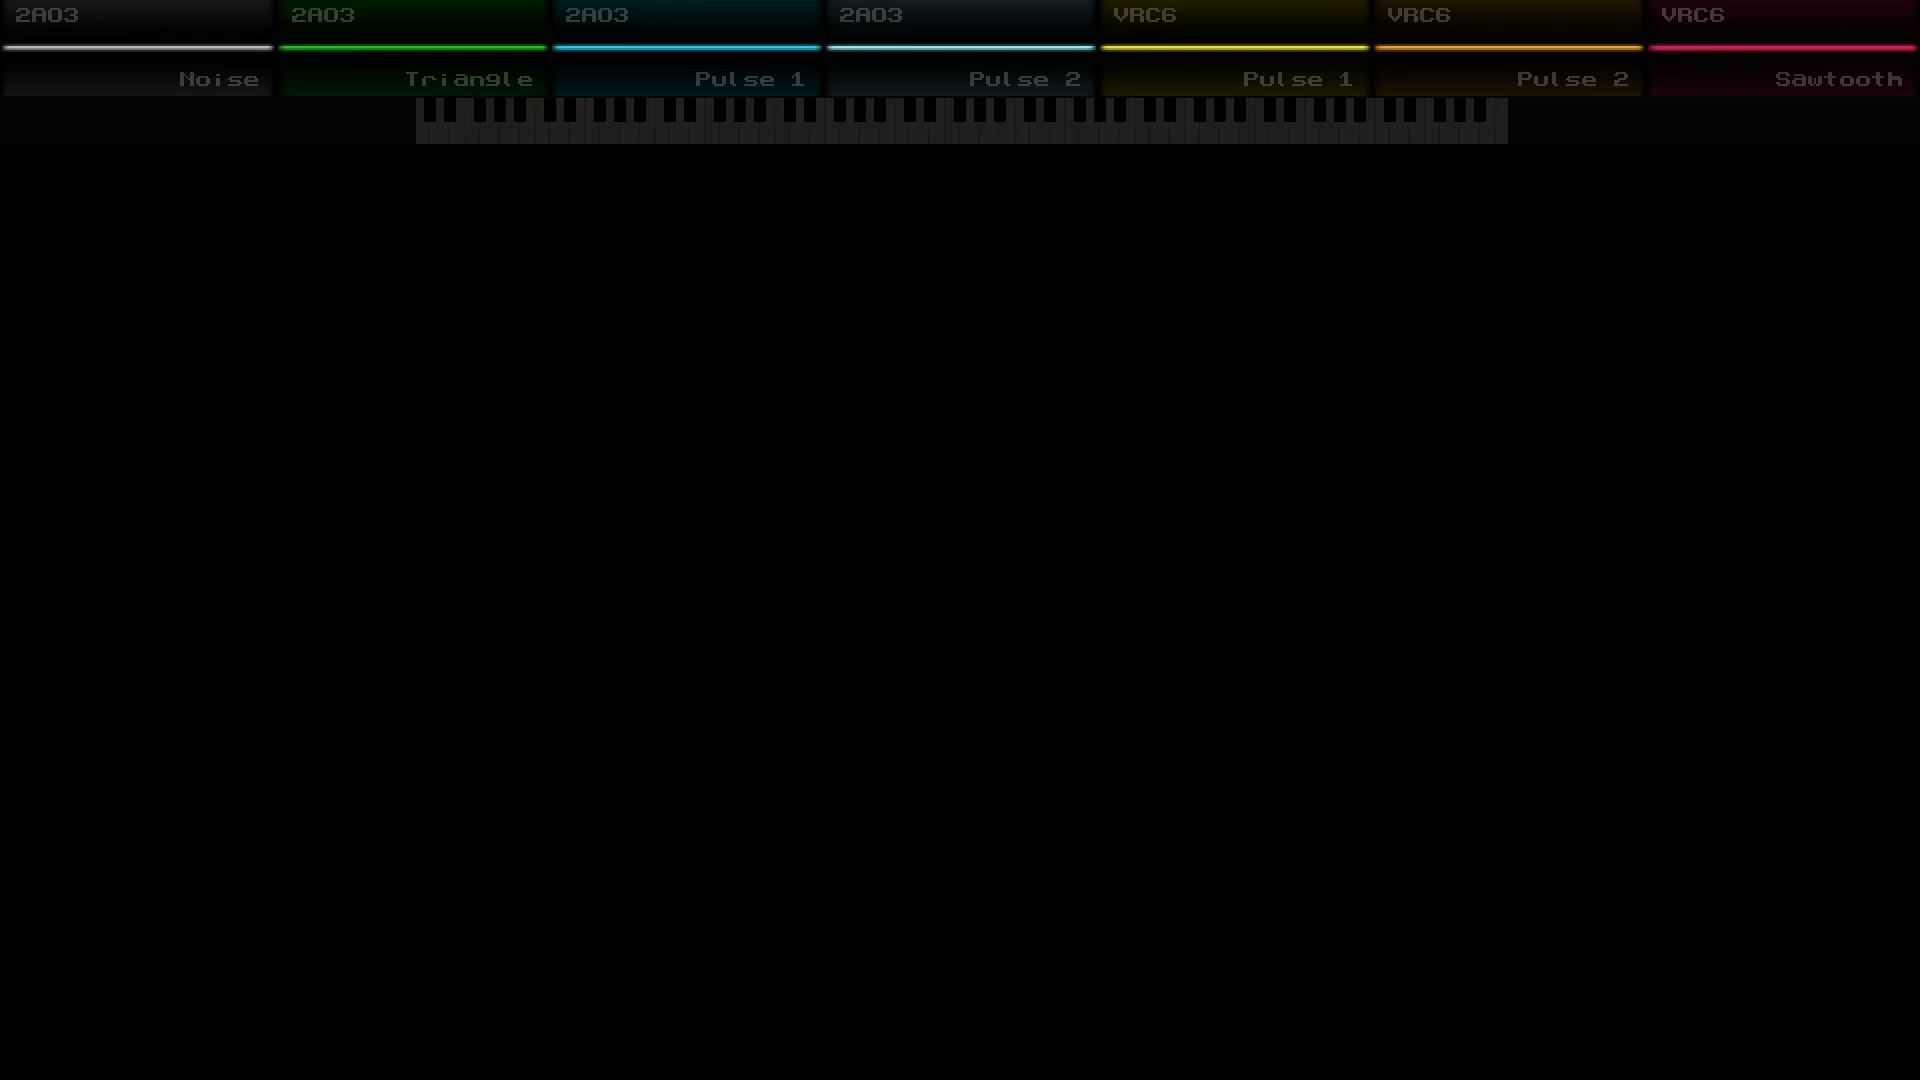 2A03 2A03 2A03 2A03 VRC6 VRC6 VRC6
Noise Triangle Pulse 1 Pulse 2 Pulse 1 Pulse 2 Sawtooth